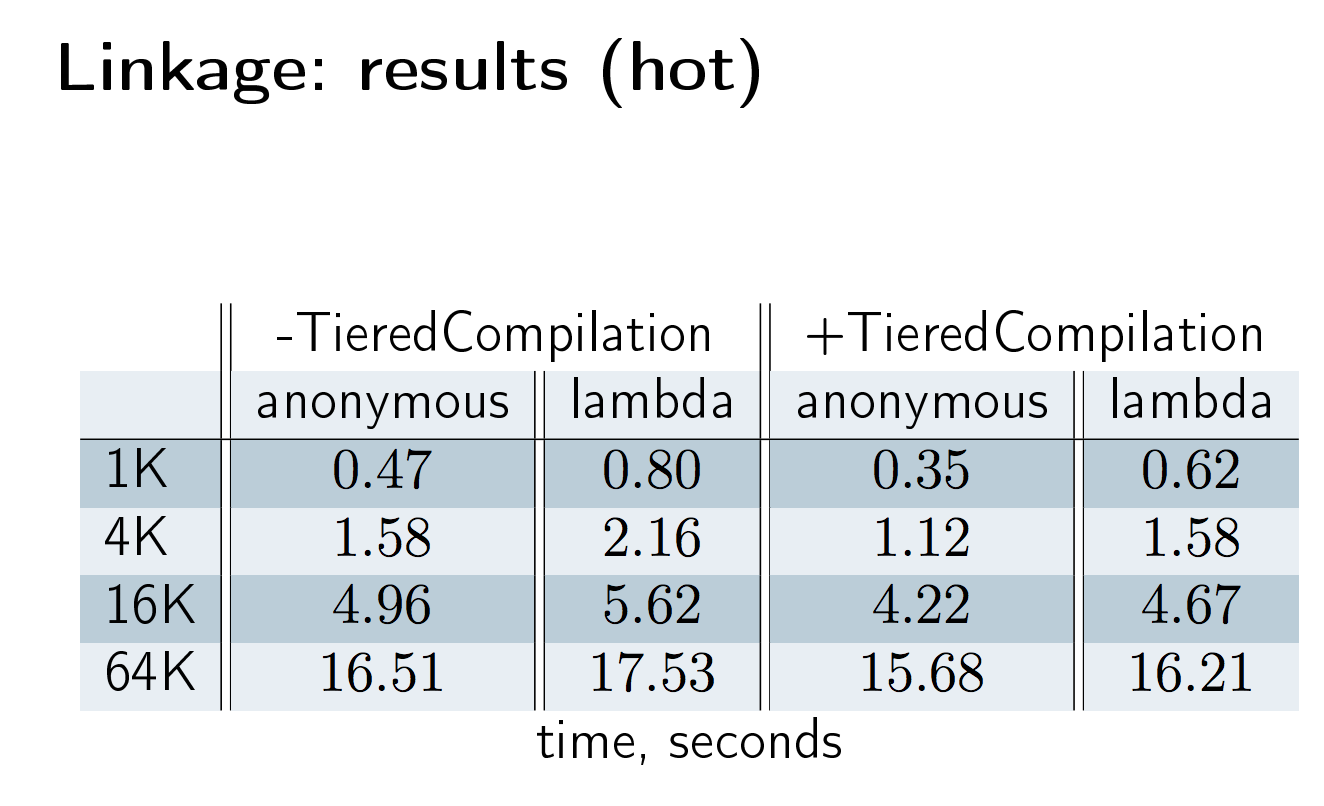 Linkage: results (hot)
-TieredCompilation +TieredCompilation
anonymous lambda anonymous lambda
1K 0.47 0.80 0.35 0.62
4K 1.58 2.16 1.12 1.58
16K 4.96 5.62 4.22 4.67
64K 16.51 17.53 15.68 16.21
time, seconds